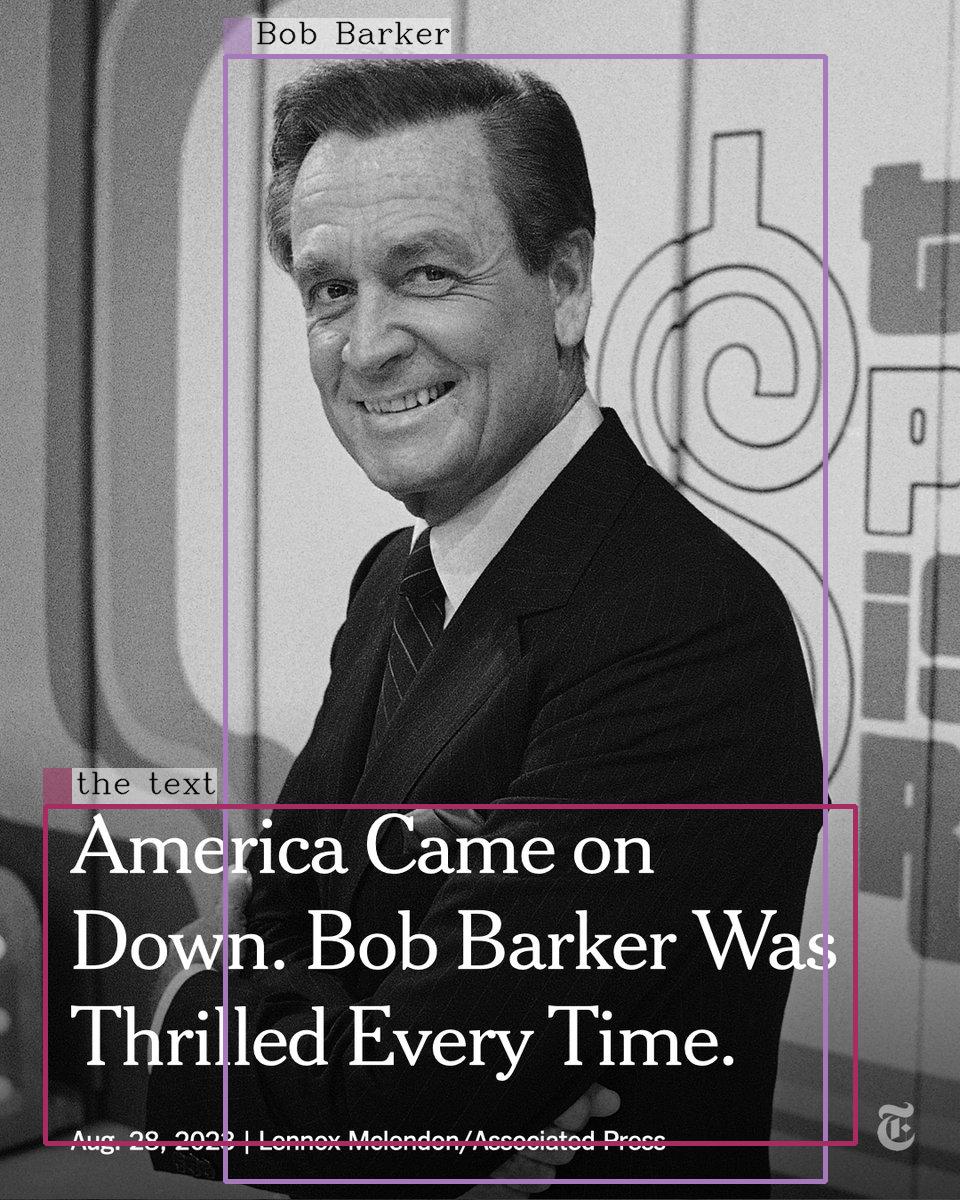 Bob Barker
the text
America Came on
Down. Bob Barker Was
Thrilled Every Time.
Aug. 28, 2023 | Lennox Mclendon/Associated Press